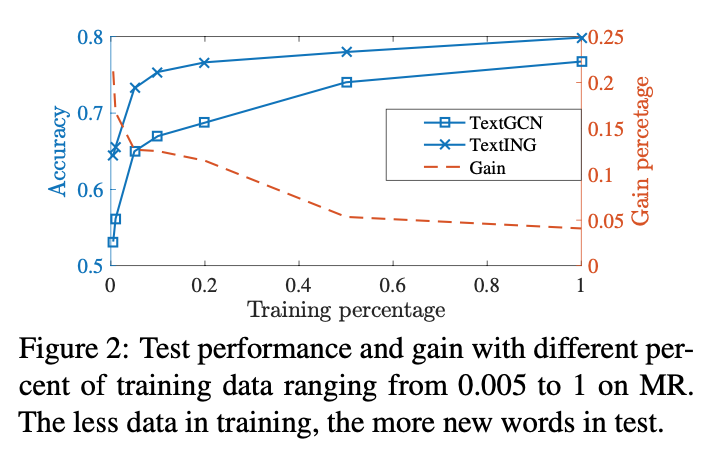 0.8
0.7
0.6
0.5
Accuracy
0.25
0.2
0.15
0.1
0.05
0
Gain percetage
TextGCN
TextING
Gain
0 0.2 0.4 0.6 0.8 1
Training percentage
Figure 2: Test performance and gain with different per-
cent of training data ranging from 0.005 to 1 on MR.
The less data in training, the more new words in test.